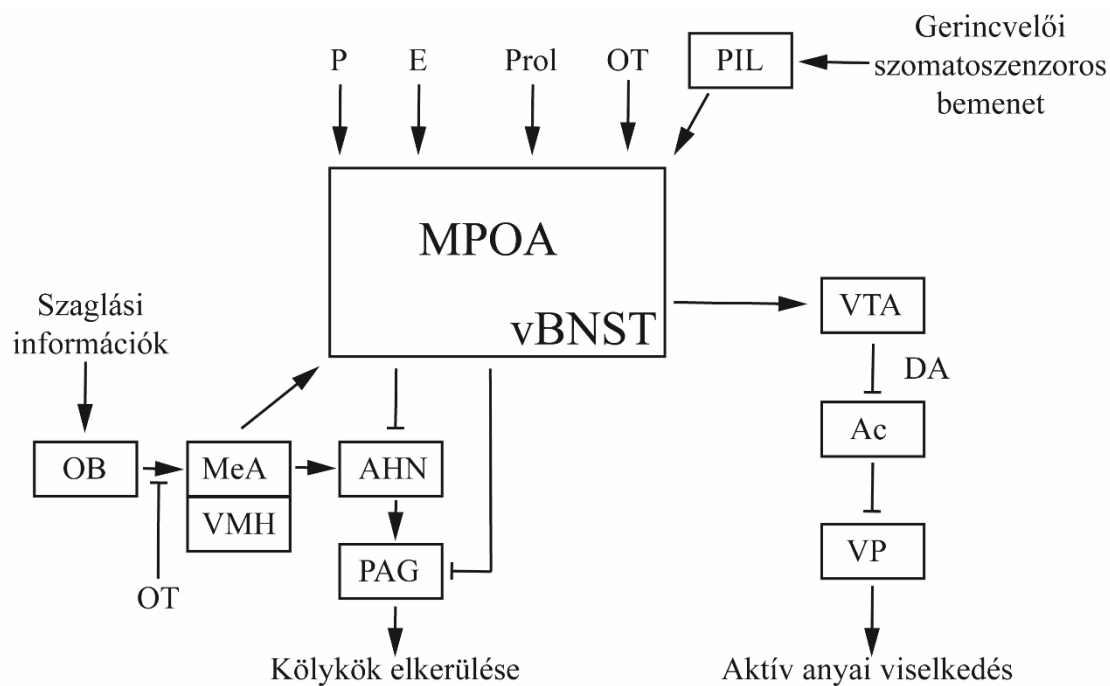 P
E
Prol
OT
PIL
Gerincvelői
szomatoszenzoros
bemenet
MPOA
vBNST
Szaglási
információk
VTA
DA
Ac
OB
MeA
AHN
VMH
VP
PAG
OT
Kölykök elkerülése
Aktív anyai viselkedés